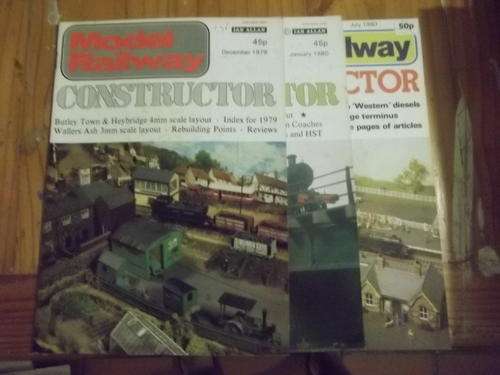 Model
Railway
IAN ALLAN
45p
December 1979
CONSTRUCTOR
Butley Town & Heybridge 4mm scale layout · Index for 1979
Wallers Ash 3mm scale layout · Rebuilding Points · Reviews
IAN ALLAN
45p
January 1980
TOR
Coaches
and HST
July 1980
50p
lway
CTOR
'Western' diesels
ge terminus
pages of articles